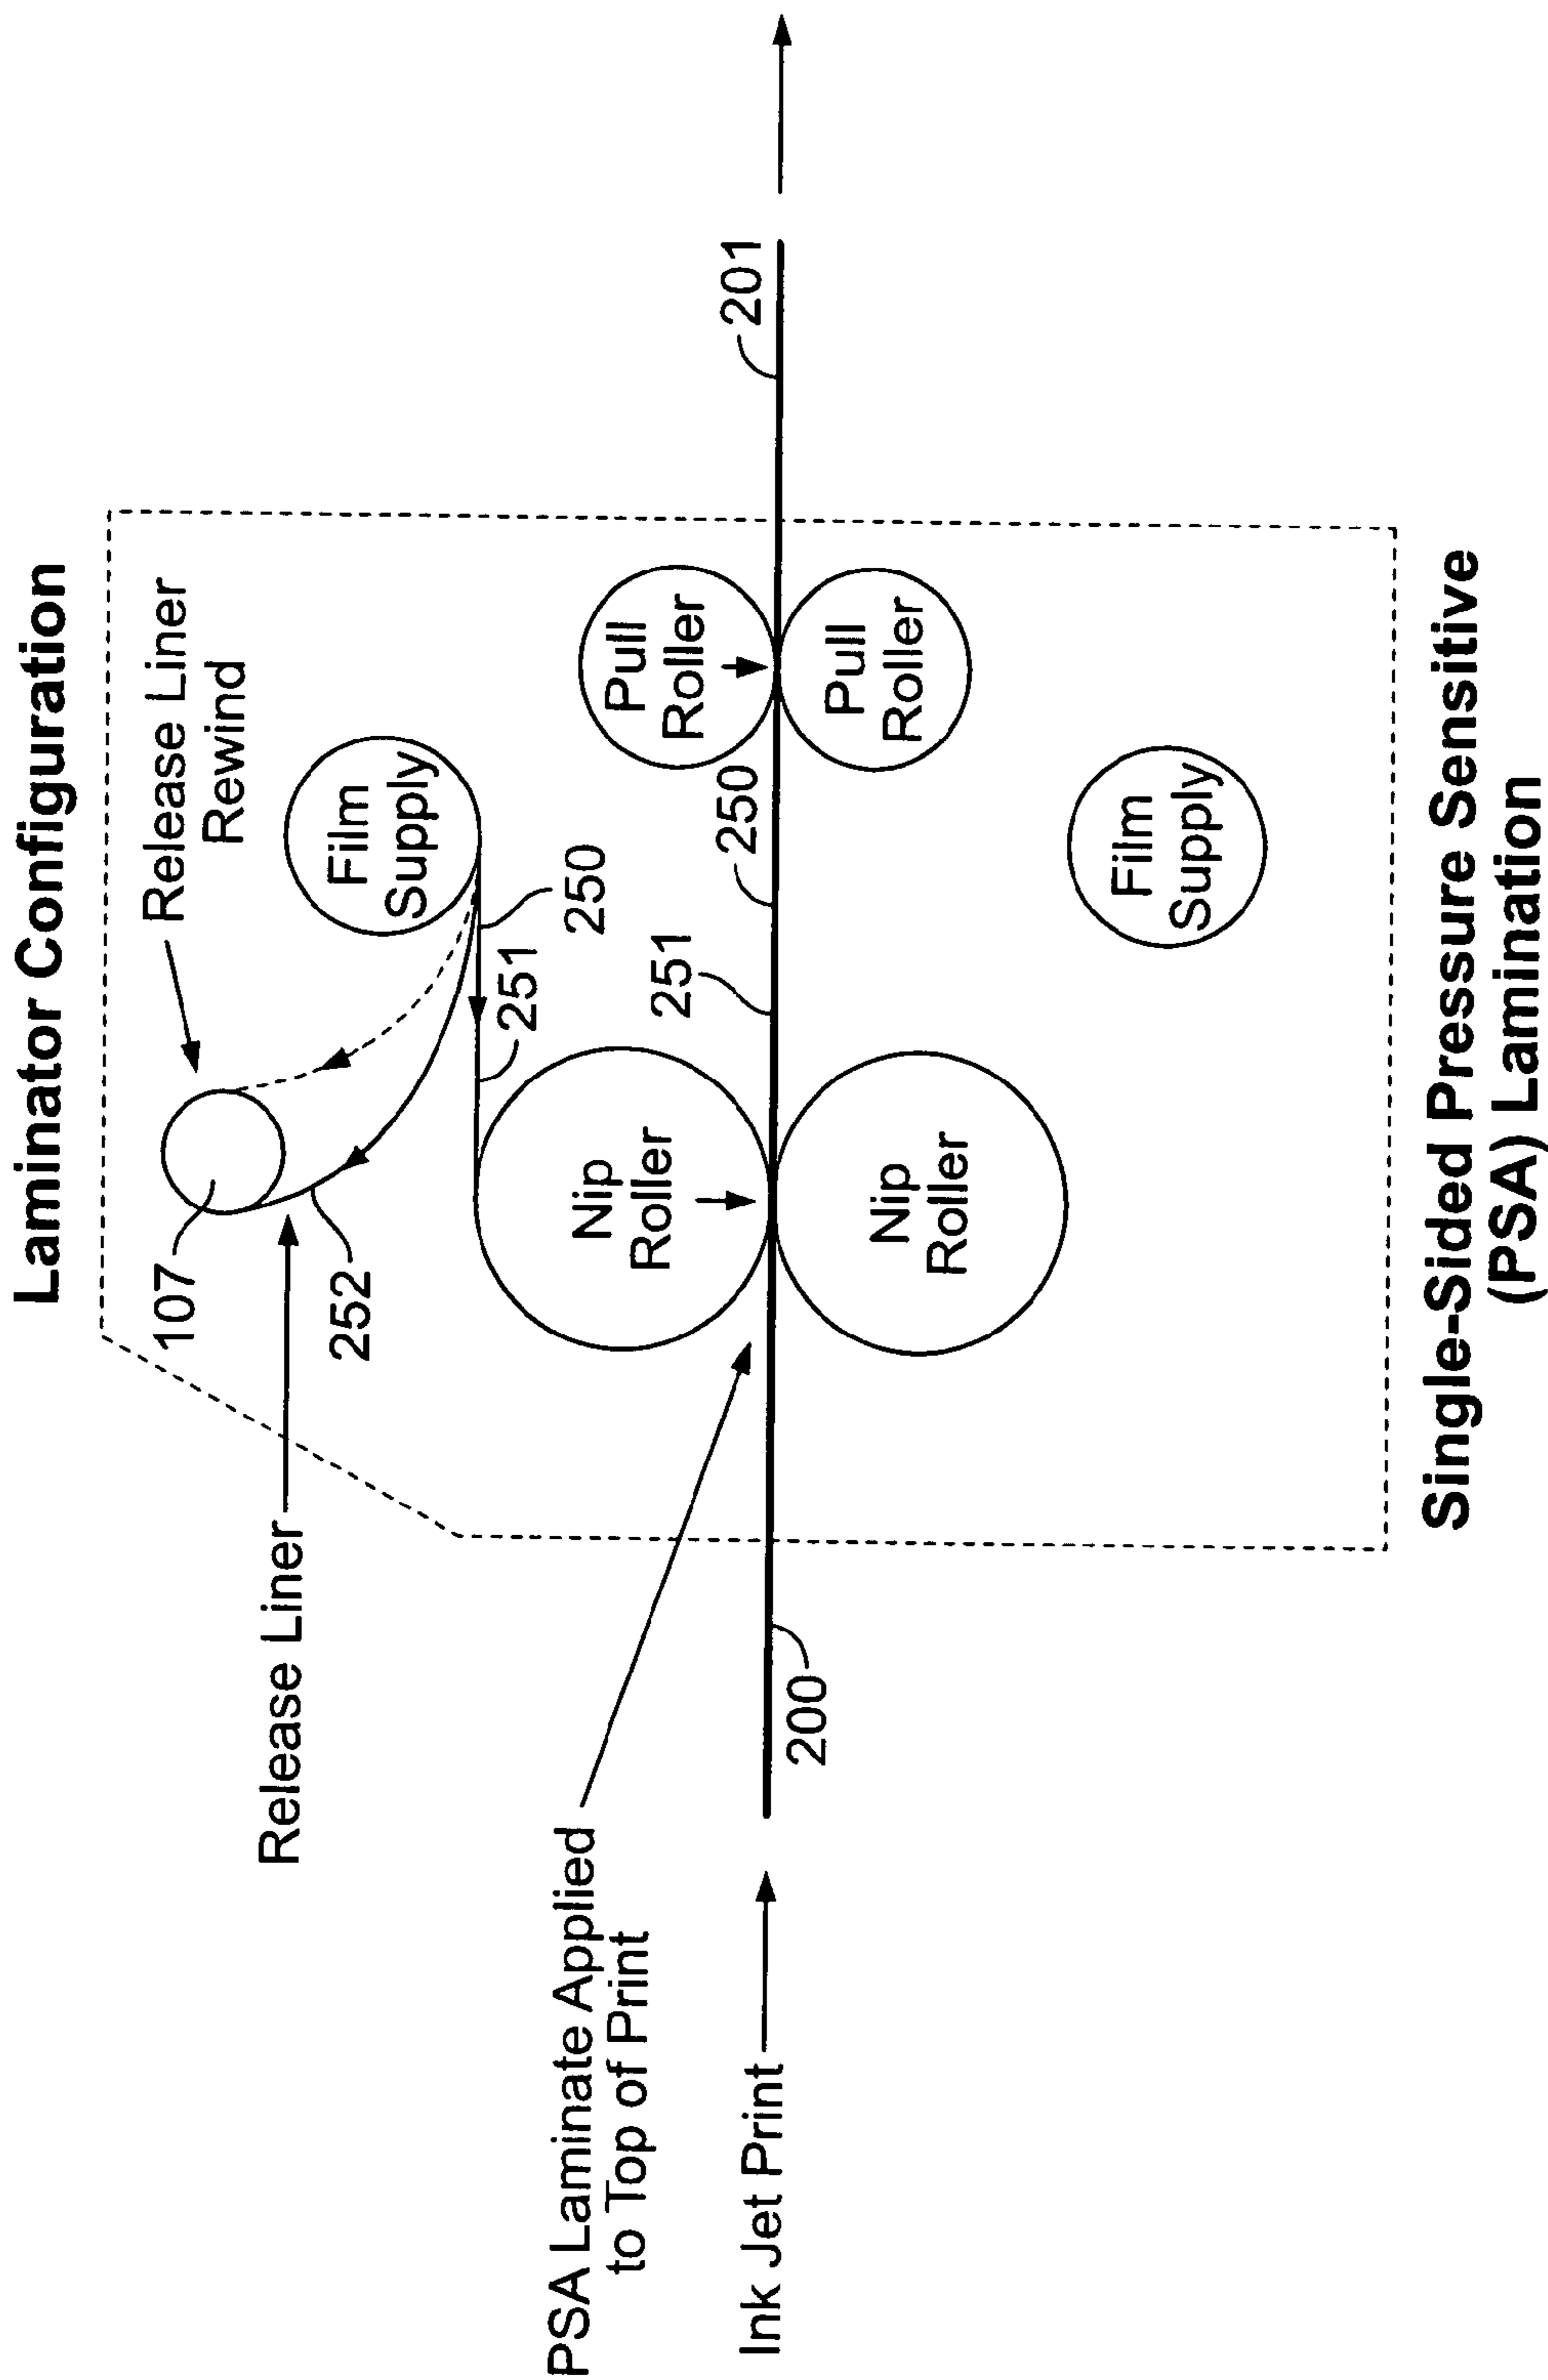 Laminator Configuration
Release Liner
Rewind
107
Release Liner
252
Film
Supply
250
251
Nip
Roller
Pull
Roller
PSA Laminate Applied
to Top of Print
251
250
201
Ink Jet Print
200
Nip
Roller
Pull
Roller
Film
Supply
Single-Sided Pressure Sensitive
(PSA) Lamination